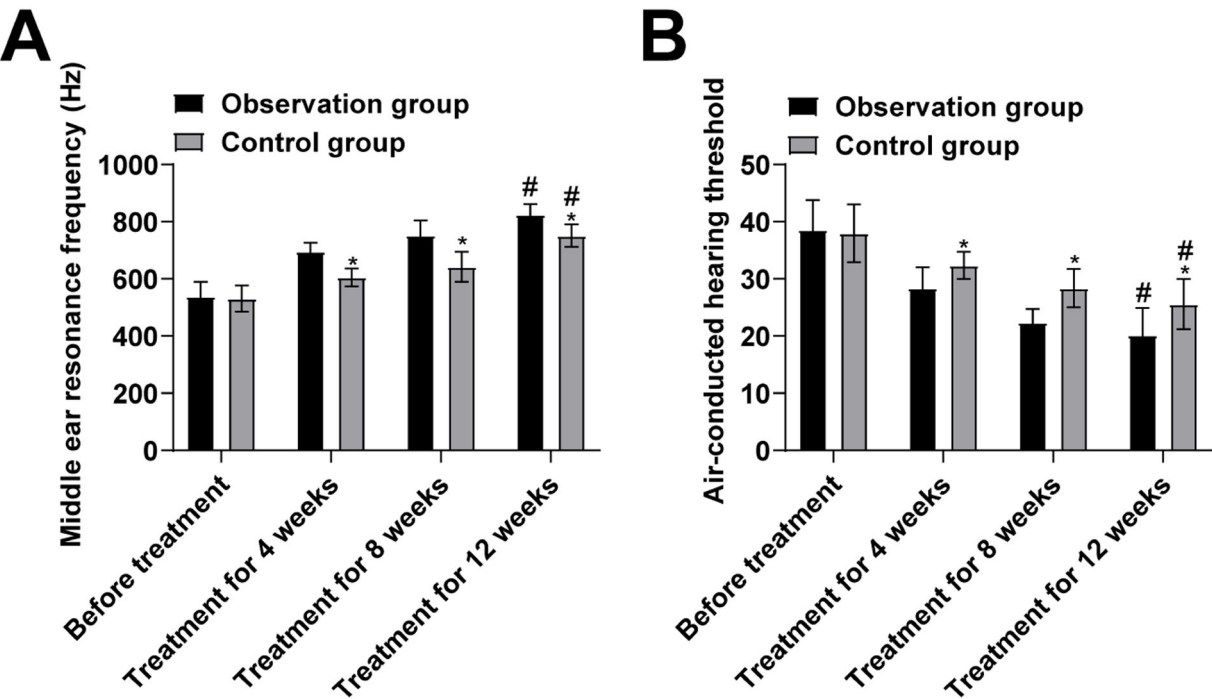 A
Middle ear resonance frequency (Hz)
Observation group
Control group
1000
800
600
400
200
0
*
*
#
#
*
Before treatment
Treatment for 4 weeks
Treatment for 8 weeks
Treatment for 12 weeks
B
Air-conducted hearing threshold
Observation group
Control group
50
40
30
20
10
0
*
*
#
#
*
Before treatment
Treatment for 4 weeks
Treatment for 8 weeks
Treatment for 12 weeks